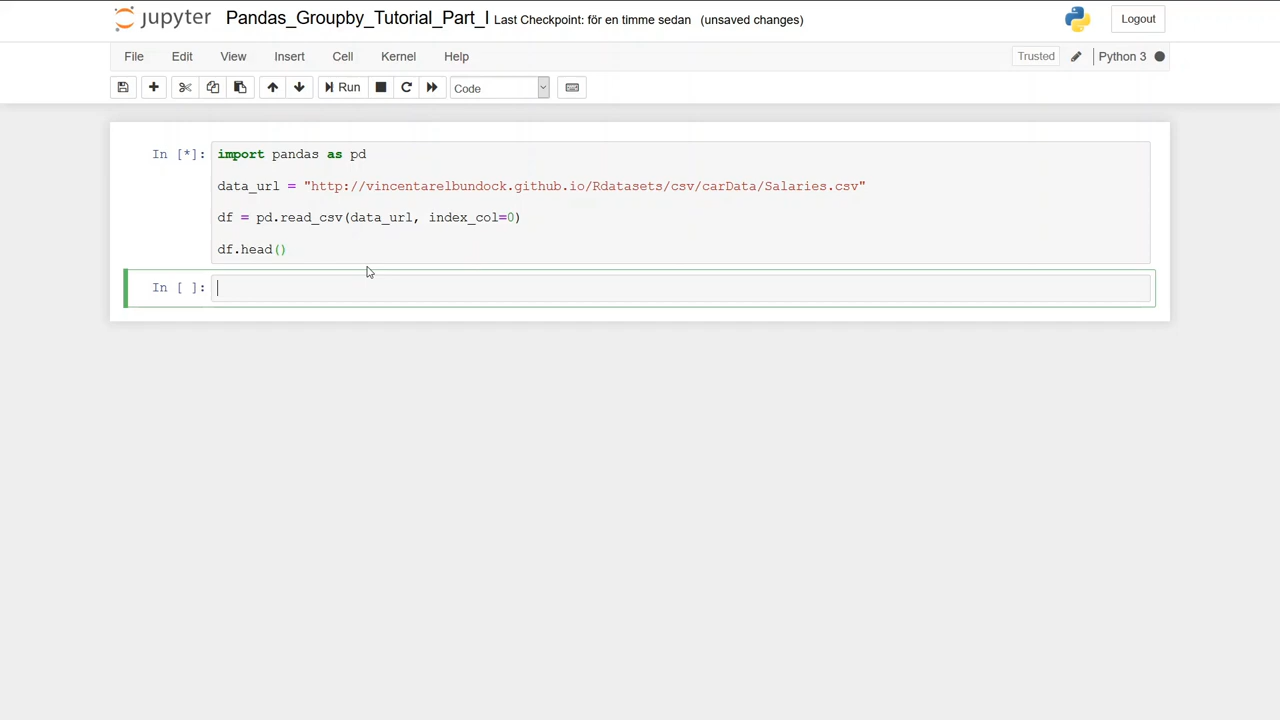 jupyter Pandas_Groupby_Tutorial_Part_I Last Checkpoint: för en timme sedan (unsaved changes) Logout
File Edit View Insert Cell Kernel Help Trusted Python 3
Run Code
In [*]: import pandas as pd
data_url = "http://vincentarelbundock.github.io/Rdatasets/csv/carData/Salaries.csv"
df = pd.read_csv(data_url, index_col=0)
df.head()
In [ ]: